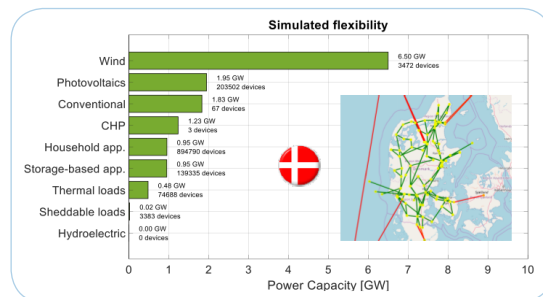 Simulated flexibility
Wind
6.50 GW
3472 devices
Photovoltaics
1.95 GW
203502 devices
Conventional
1.83 GW
67 devices
CHP
1.23 GW
3 devices
Household app.
0.95 GW
894790 devices
Storage-based app.
0.95 GW
139335 devices
Thermal loads
0.48 GW
74688 devices
Sheddable loads
0.02 GW
3383 devices
Hydroelectric
0.00 GW
0 devices
0 1 2 3 4 5 6 7 8 9 10
Power Capacity [GW]